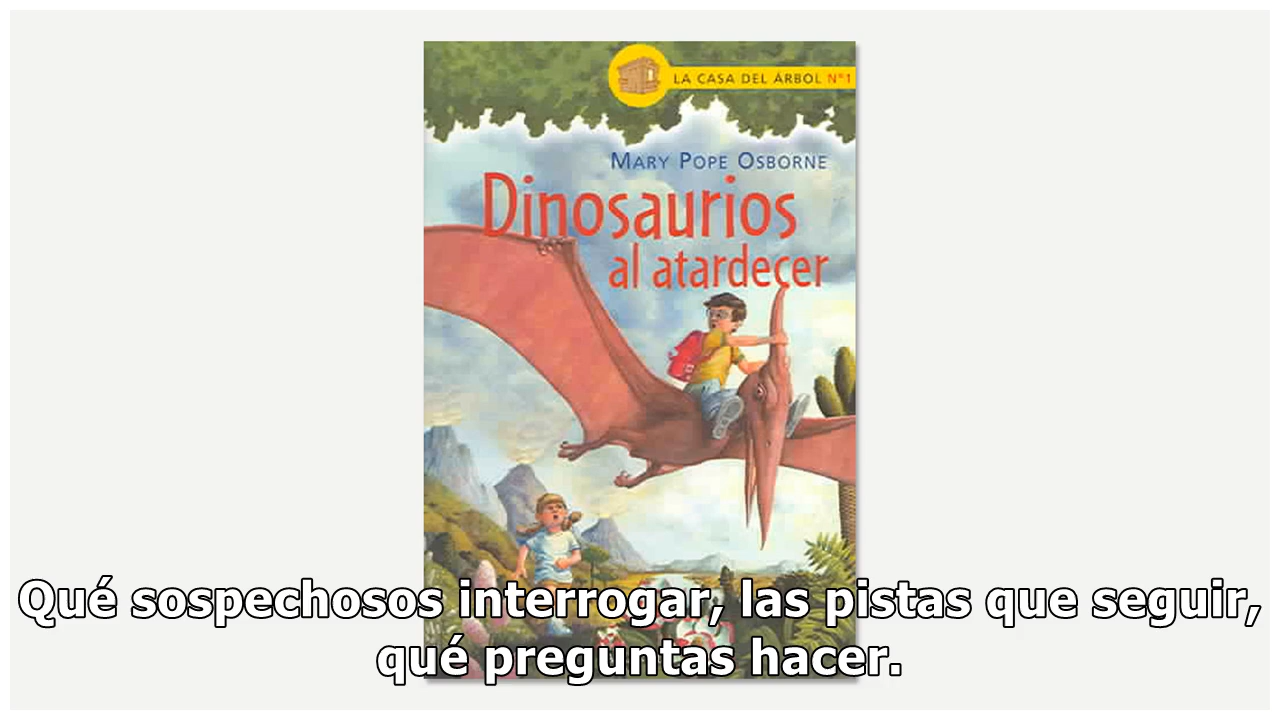 LA CASA DEL ÁRBOL Nº1
MARY POPE OSBORNE
Dinosaurios
al atardecer
Qué sospechosos interrogar, las pistas que seguir,
qué preguntas hacer.